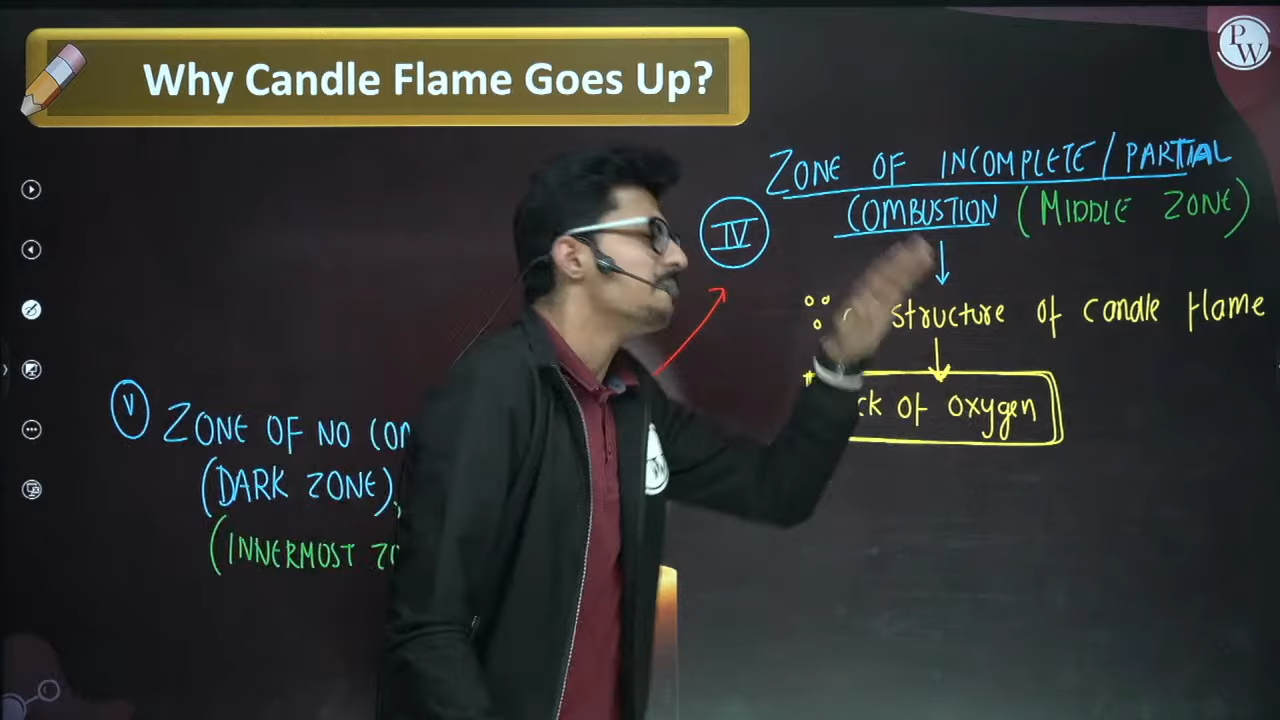 Why Candle Flame Goes Up?
PW
ZONE OF INCOMPLETE/PARTIAL
IV
COMBUSTION (MIDDLE ZONE)
∵ structure of candle flame
of oxygen
V ZONE OF NO
(DARK ZONE)
(INNERMOST